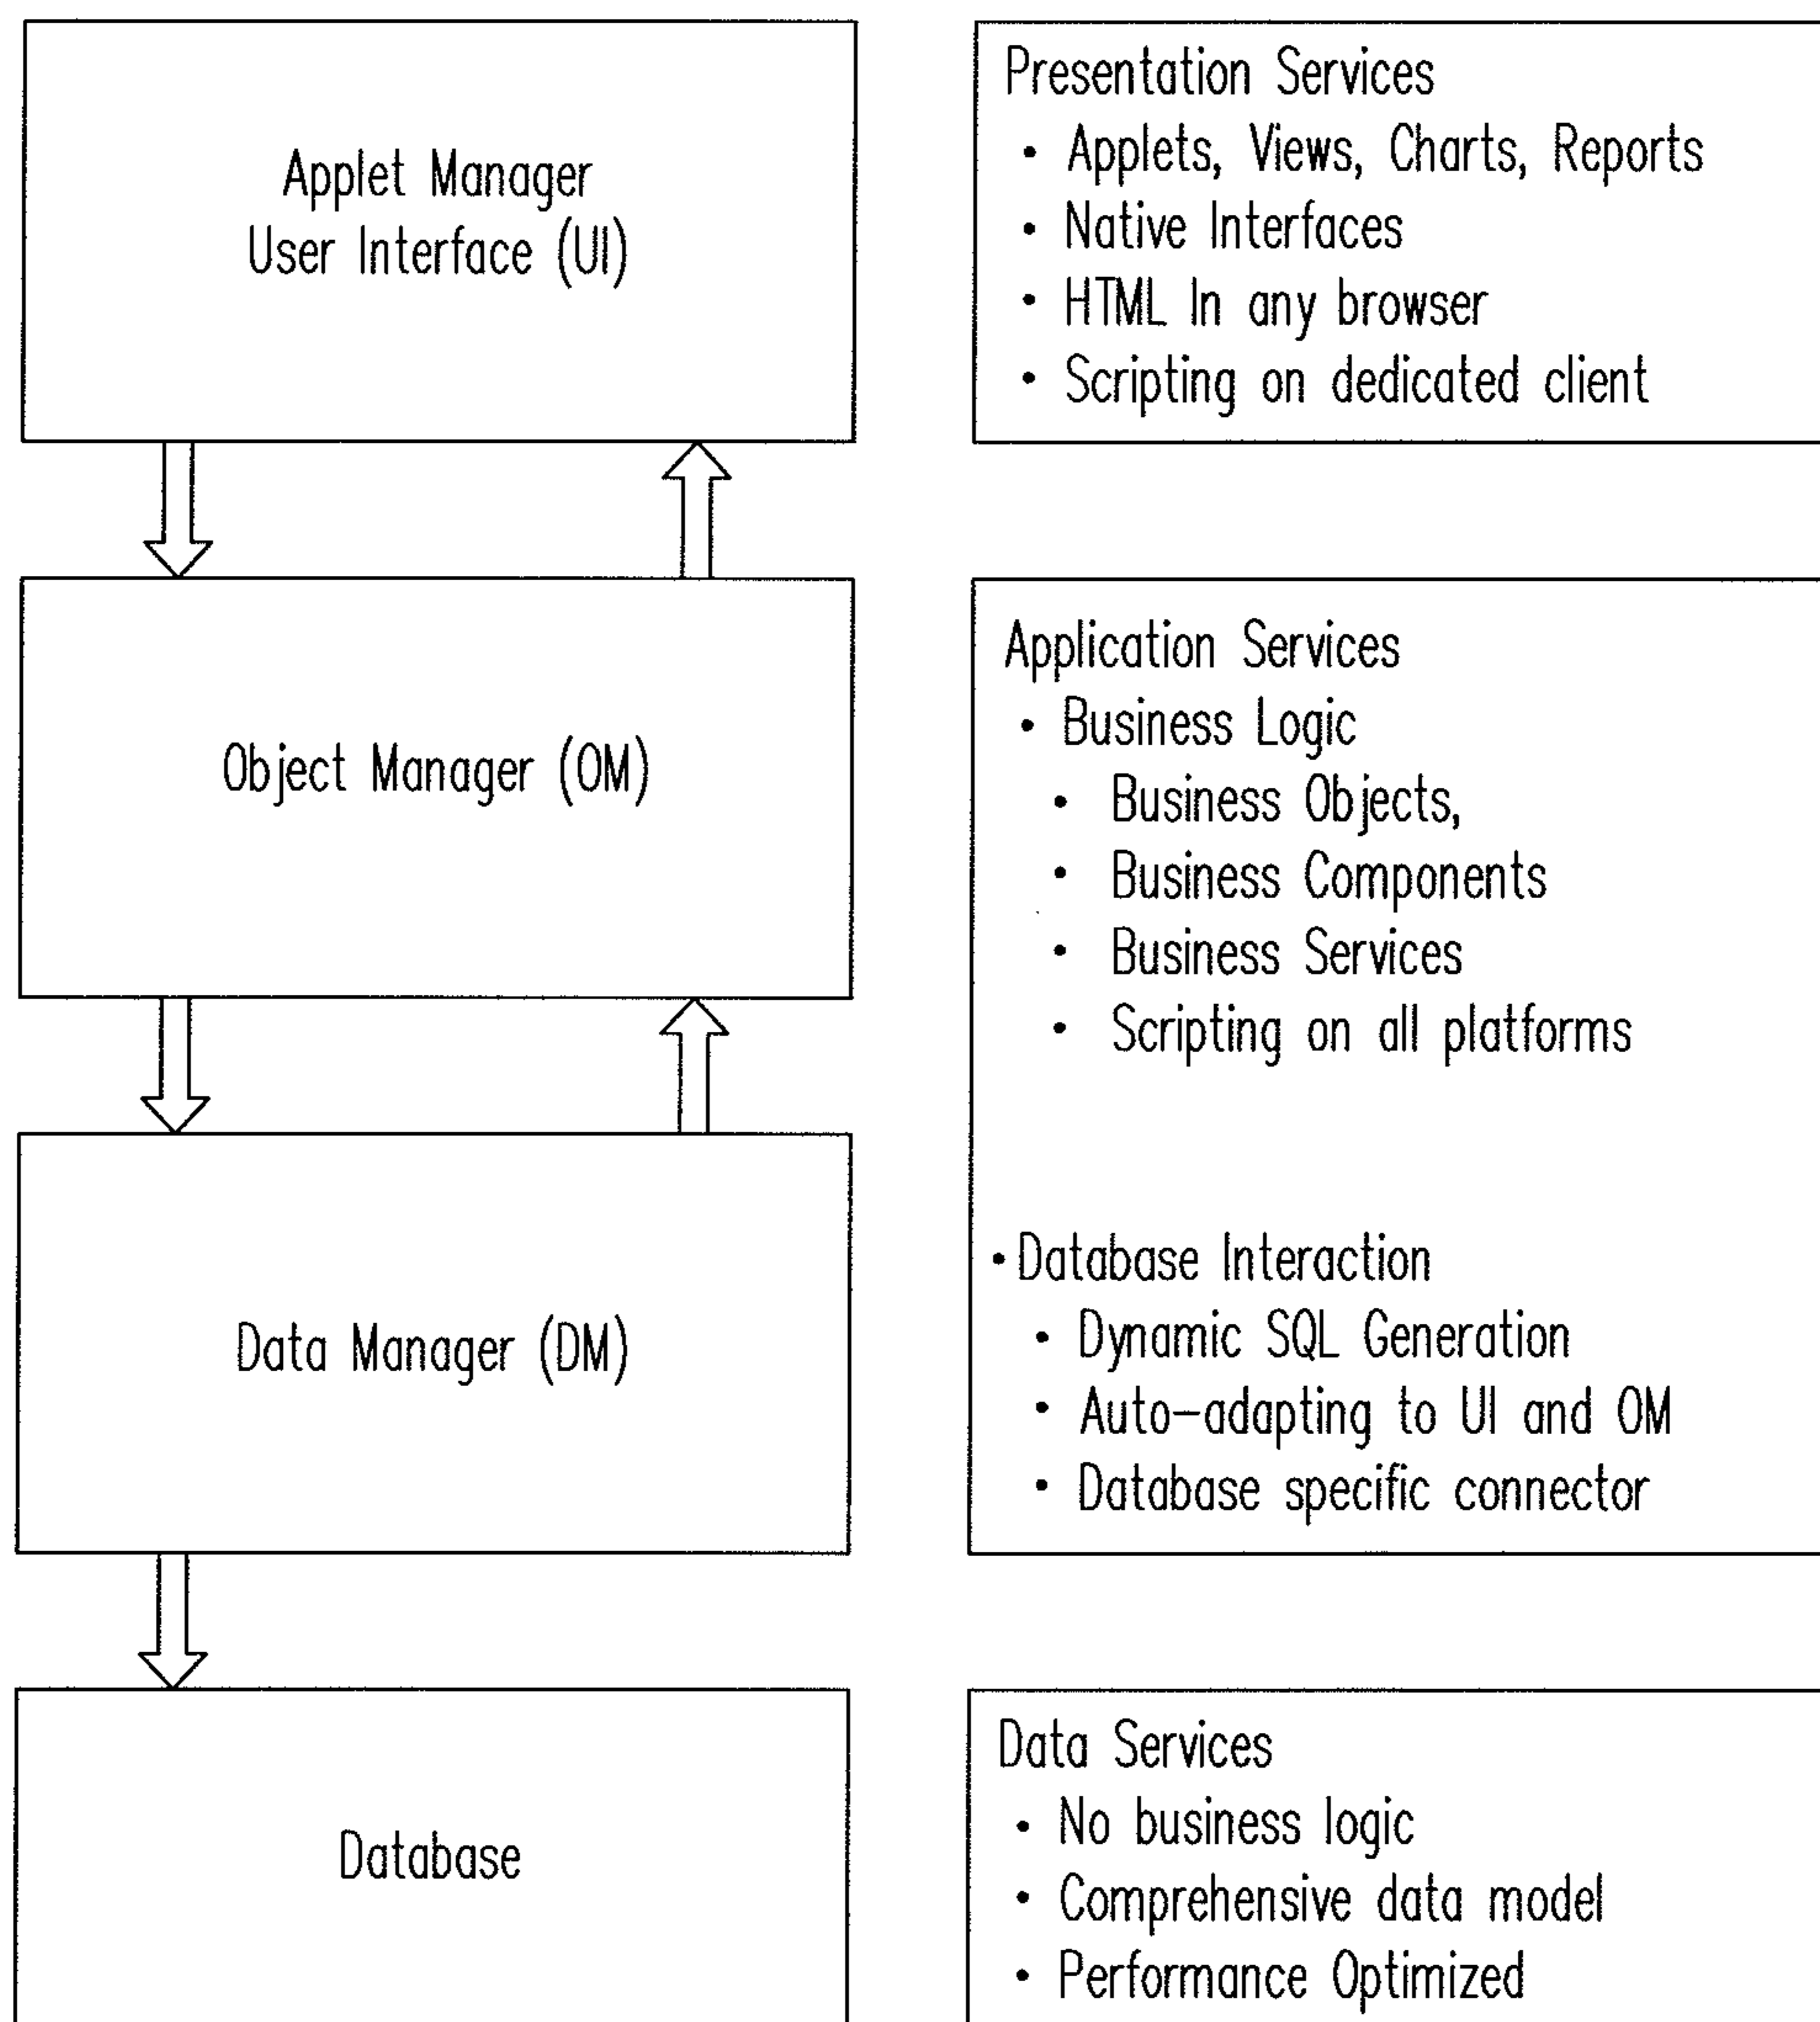 Applet Manager
User Interface (UI)
Presentation Services
• Applets, Views, Charts, Reports
• Native Interfaces
• HTML In any browser
• Scripting on dedicated client
Object Manager (OM)
Application Services
• Business Logic
• Business Objects,
• Business Components
• Business Services
• Scripting on all platforms
Data Manager (DM)
• Database Interaction
• Dynamic SQL Generation
• Auto-adapting to UI and OM
• Database specific connector
Database
Data Services
• No business logic
• Comprehensive data model
• Performance Optimized